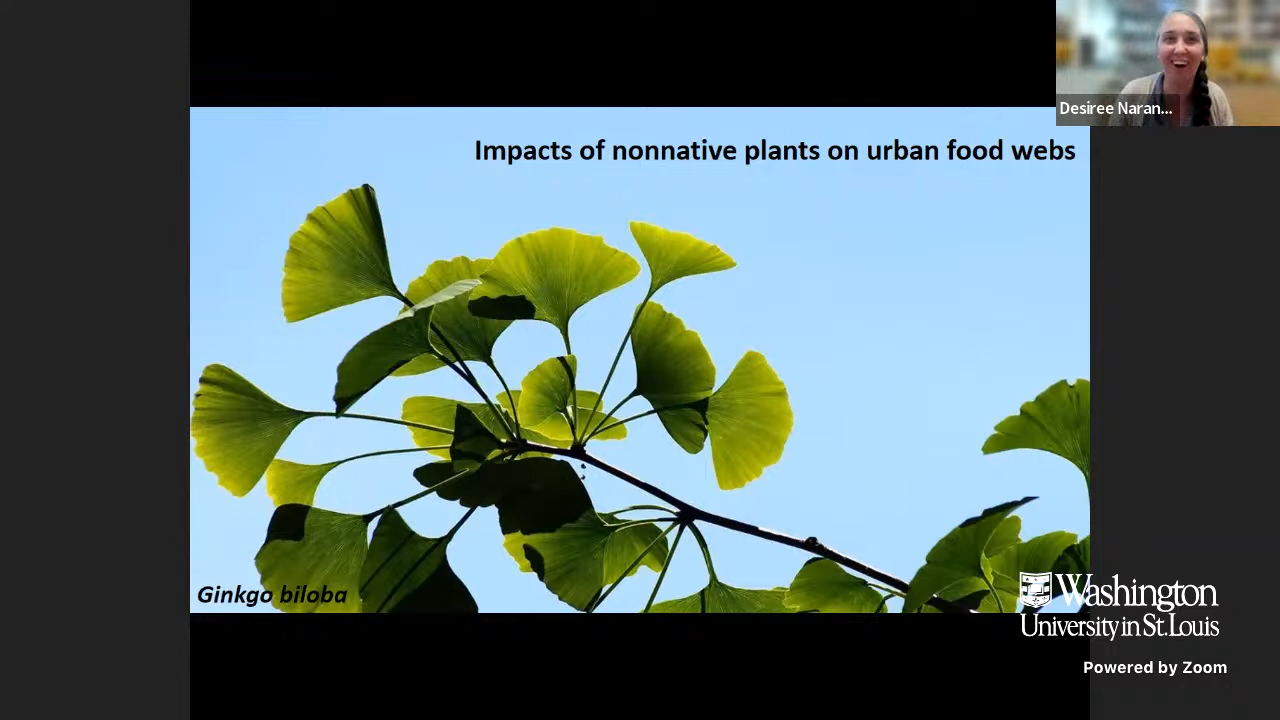 Desiree Naran...
Impacts of nonnative plants on urban food webs
Ginkgo biloba
Washington
University in St. Louis
Powered by Zoom